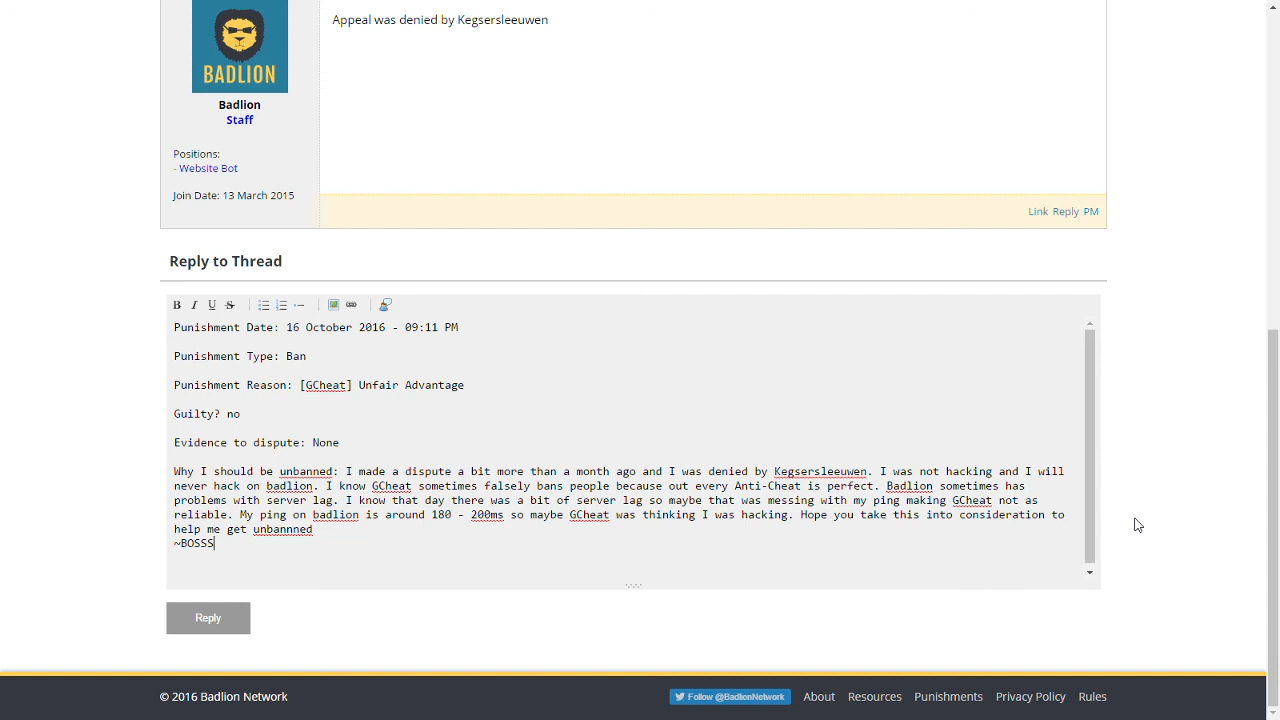 Appeal was denied by Kegsersleeuwen
BADLION
Badlion
Staff
Positions:
- Website Bot
Join Date: 13 March 2015
Link Reply PM
Reply to Thread
B I U S
Punishment Date: 16 October 2016 - 09:11 PM
Punishment Type: Ban
Punishment Reason: [GCheat] Unfair Advantage
Guilty? no
Evidence to dispute: None
Why I should be unbanned: I made a dispute a bit more than a month ago and I was denied by Kegsersleeuwen. I was not hacking and I will
never hack on badlion. I know GCheat sometimes falsely bans people because out every Anti-Cheat is perfect. Badlion sometimes has
problems with server lag. I know that day there was a bit of server lag so maybe that was messing with my ping making GCheat not as
reliable. My ping on badlion is around 180 - 200ms so maybe GCheat was thinking I was hacking. Hope you take this into consideration to
help me get unbannned
~BOSSS
Reply
© 2016 Badlion Network
Follow @BadlionNetwork
About Resources Punishments Privacy Policy Rules